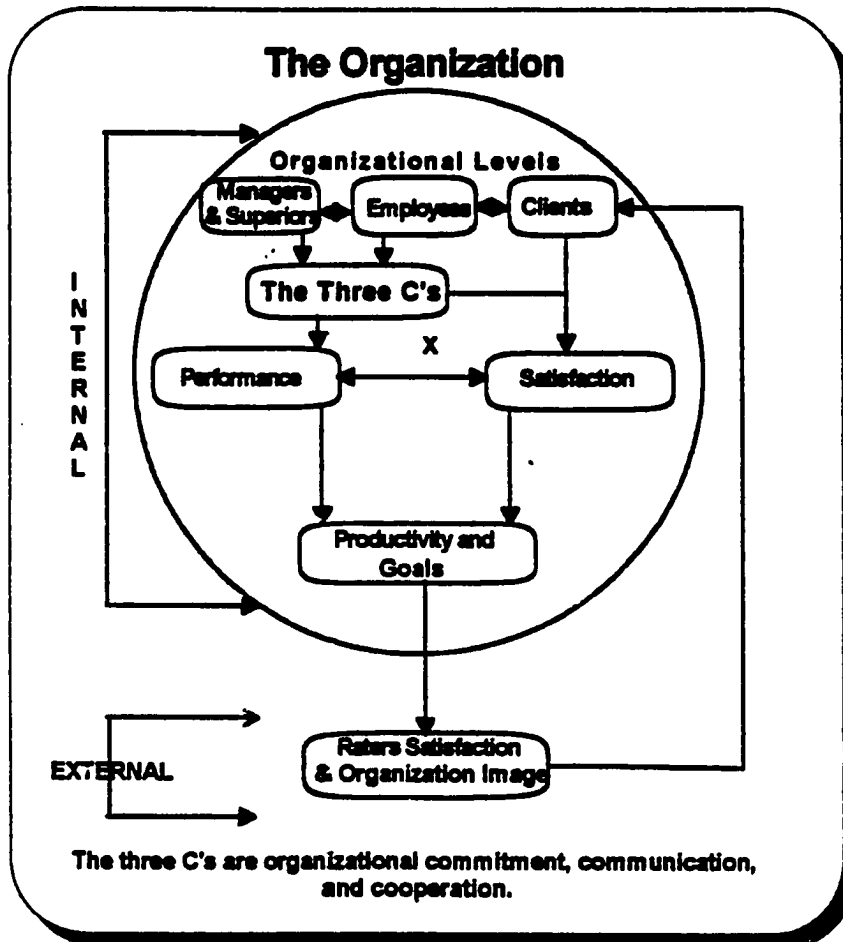 The Organization
Organizational Levels
Managers
& Superiors
Employees
Clients
The Three C's
X
Performance
Satisfaction
INTERNAL
Productivity and
Goals
Raters Satisfaction
& Organization Image
EXTERNAL
The three C's are organizational commitment, communication,
and cooperation.